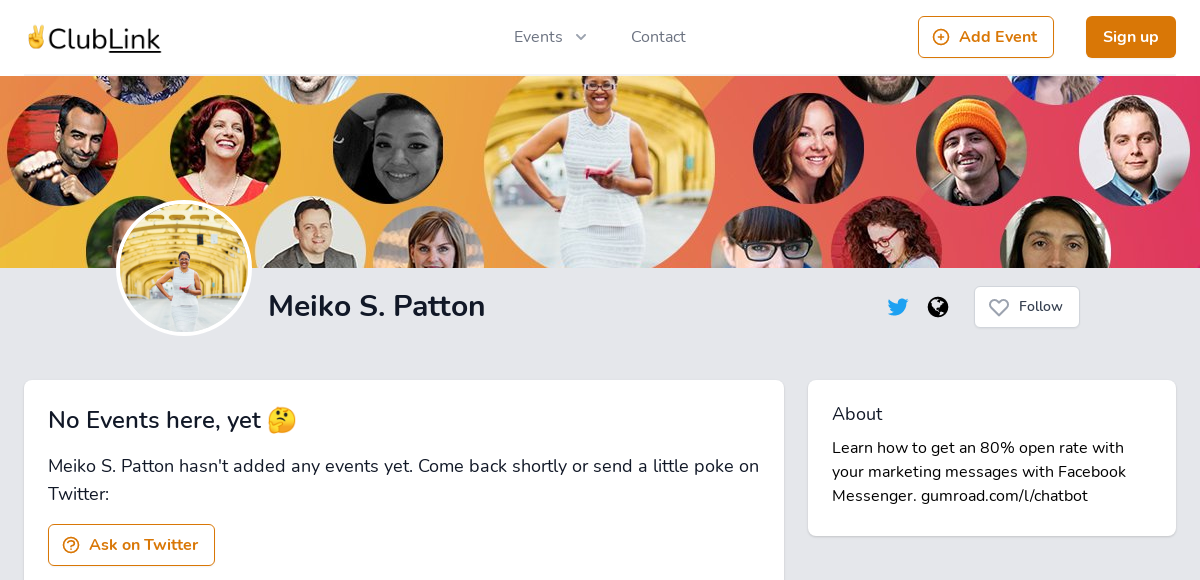 ✌️ClubLink
Events
Contact
Add Event
Sign up
Meiko S. Patton
Follow
No Events here, yet 🤔
Meiko S. Patton hasn't added any events yet. Come back shortly or send a little poke on
Twitter:
Ask on Twitter
About
Learn how to get an 80% open rate with
your marketing messages with Facebook
Messenger. gumroad.com/l/chatbot